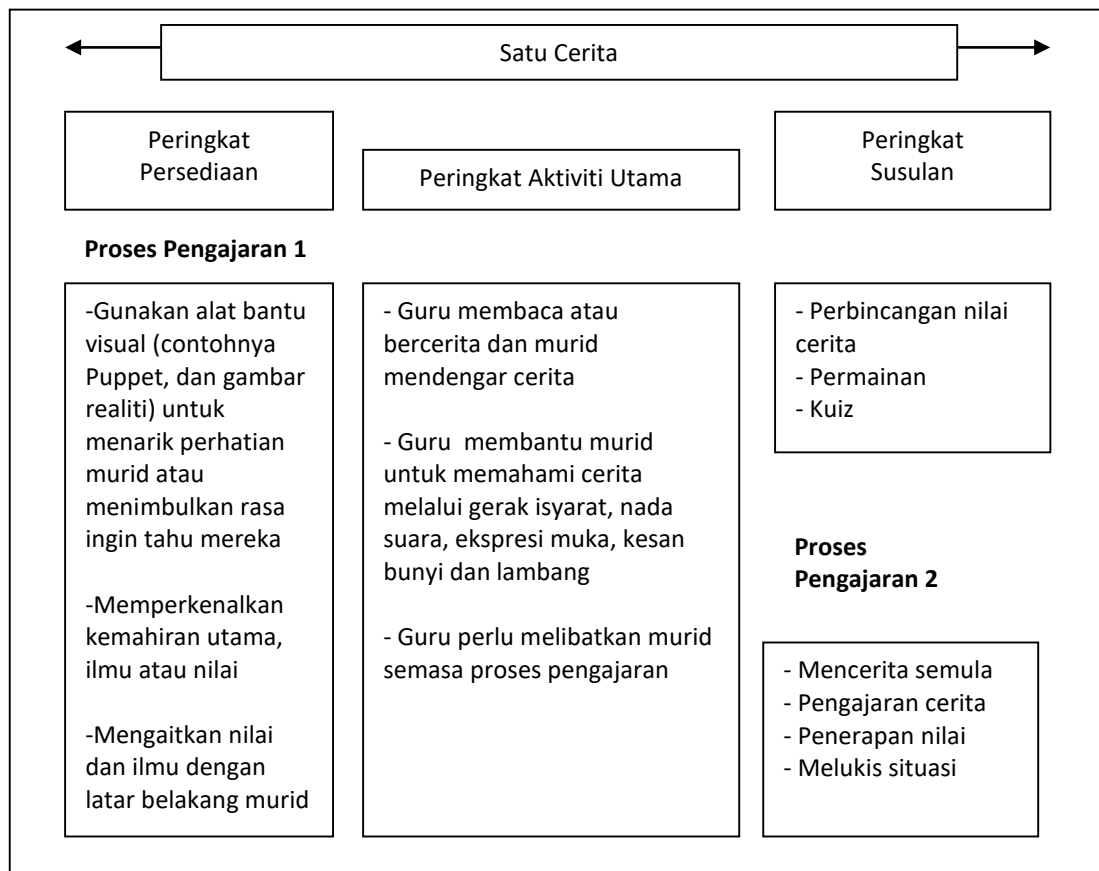 Satu Cerita
Peringkat
Persediaan
Peringkat Aktiviti Utama
Peringkat
Susulan
Proses Pengajaran 1
-Gunakan alat bantu
visual (contohnya
Puppet, dan gambar
realiti) untuk
menarik perhatian
murid atau
menimbulkan rasa
ingin tahu mereka
-Memperkenalkan
kemahiran utama,
ilmu atau nilai
-Mengaitkan nilai
dan ilmu dengan
latar belakang murid
- Guru membaca atau
bercerita dan murid
mendengar cerita
- Guru  membantu murid
untuk memahami cerita
melalui gerak isyarat, nada
suara, ekspresi muka, kesan
bunyi dan lambang
- Guru perlu melibatkan murid
semasa proses pengajaran
- Perbincangan nilai
cerita
- Permainan
- Kuiz
Proses
Pengajaran 2
- Mencerita semula
- Pengajaran cerita
- Penerapan nilai
- Melukis situasi